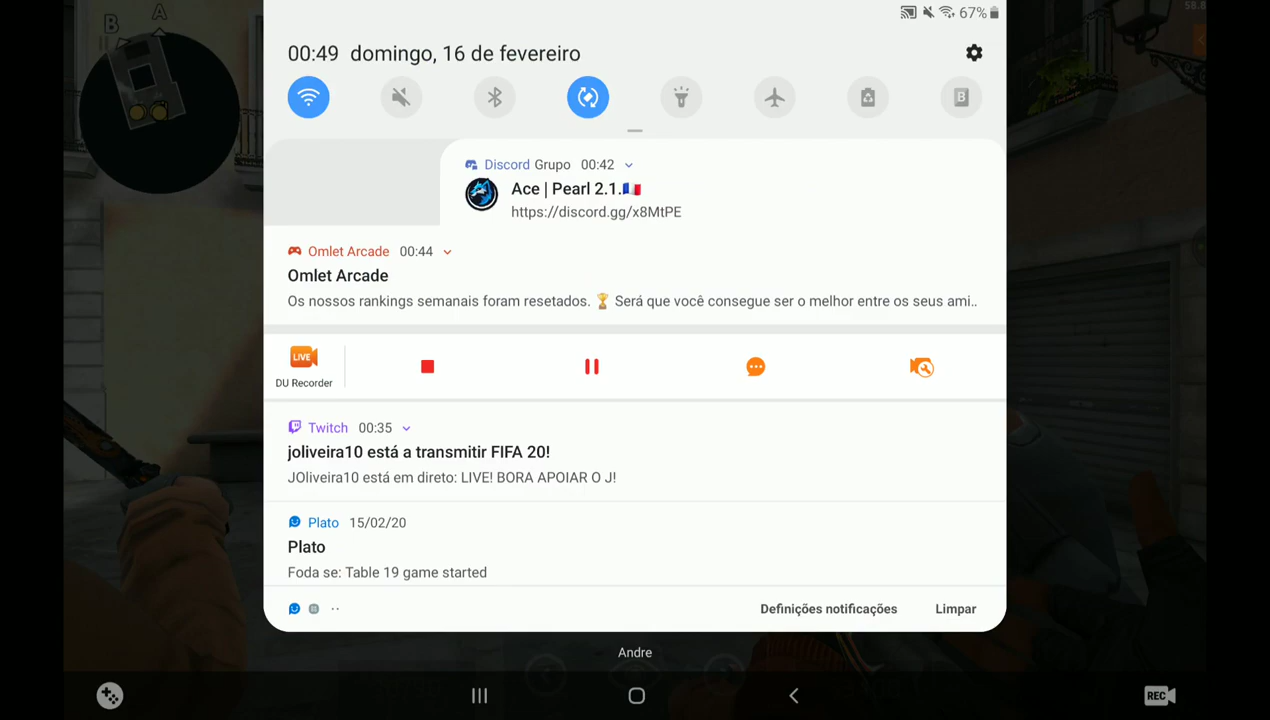 B
A
67%
58.8
00:49 domingo, 16 de fevereiro
B
Discord Grupo 00:42
Ace | Pearl 2.1.🇫🇷
https://discord.gg/x8MtPE
Omlet Arcade 00:44
Omlet Arcade
Os nossos rankings semanais foram resetados. 🏆 Será que você consegue ser o melhor entre os seus ami..
LIVE
DU Recorder
Twitch 00:35
joliveira10 está a transmitir FIFA 20!
JOliveira10 está em direto: LIVE! BORA APOIAR O J!
Plato 15/02/20
Plato
Foda se: Table 19 game started
Definições notificações Limpar
Andre
REC